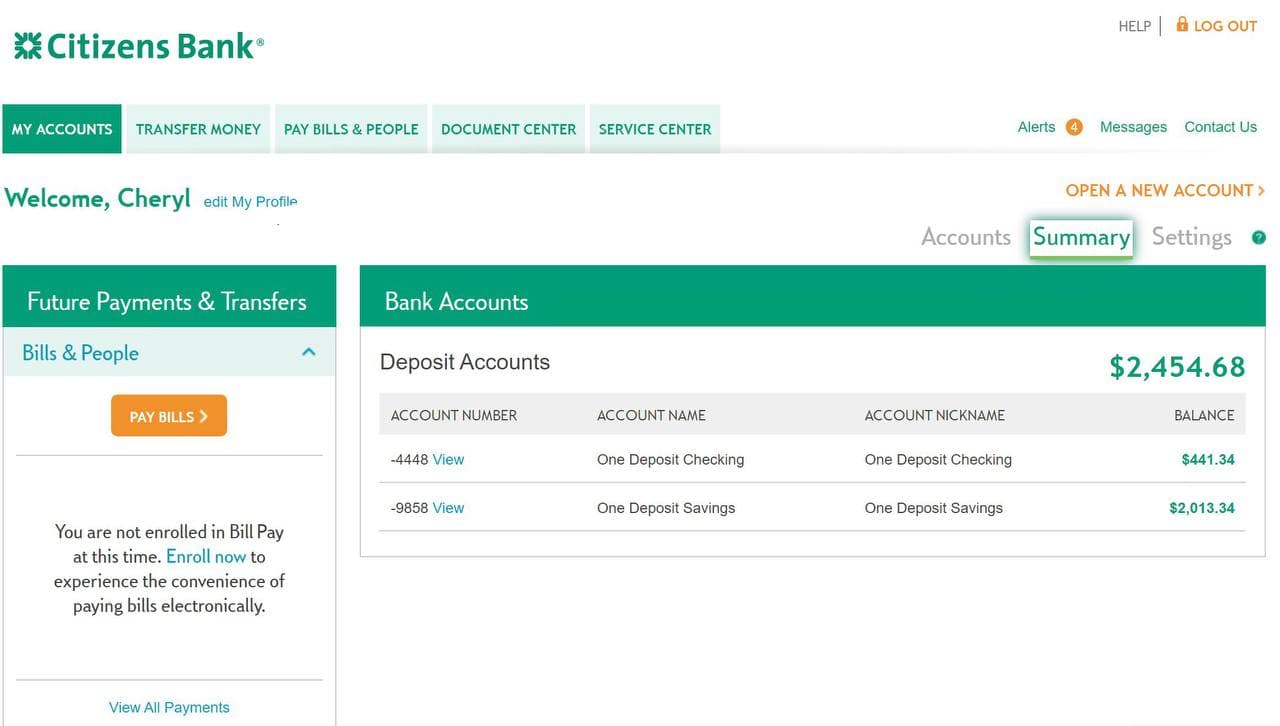 HELP LOG OUT
Citizens Bank®
MY ACCOUNTS TRANSFER MONEY PAY BILLS & PEOPLE DOCUMENT CENTER SERVICE CENTER
Alerts 4 Messages Contact Us
Welcome, Cheryl edit My Profile
OPEN A NEW ACCOUNT >
Accounts Summary Settings ?
Future Payments & Transfers
Bills & People
PAY BILLS >
You are not enrolled in Bill Pay
at this time. Enroll now to
experience the convenience of
paying bills electronically.
View All Payments
Bank Accounts
Deposit Accounts $2,454.68
ACCOUNT NUMBER ACCOUNT NAME ACCOUNT NICKNAME BALANCE
-4448 View One Deposit Checking One Deposit Checking $441.34
-9858 View One Deposit Savings One Deposit Savings $2,013.34